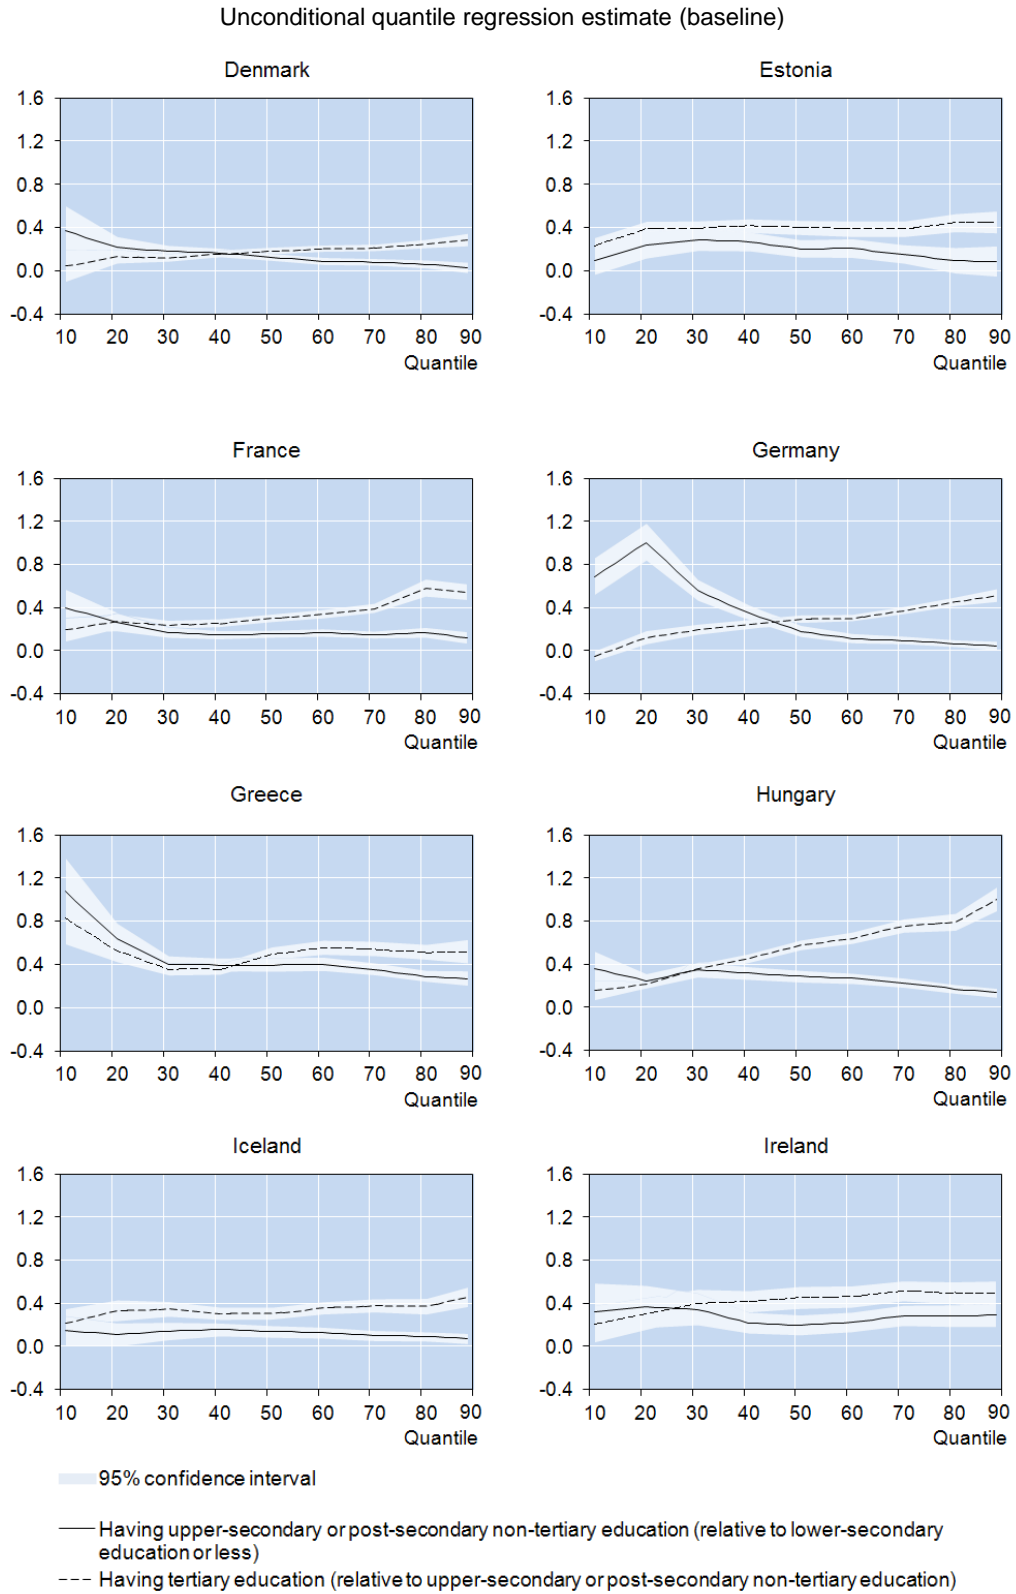 Unconditional quantile regression estimate (baseline)
Denmark
1.6
1.2
0.8
0.4
0.0
-0.4
10 20 30 40 50 60 70 80 90
Quantile
Estonia
1.6
1.2
0.8
0.4
0.0
-0.4
10 20 30 40 50 60 70 80 90
Quantile
France
1.6
1.2
0.8
0.4
0.0
-0.4
10 20 30 40 50 60 70 80 90
Quantile
Germany
1.6
1.2
0.8
0.4
0.0
-0.4
10 20 30 40 50 60 70 80 90
Quantile
Greece
1.6
1.2
0.8
0.4
0.0
-0.4
10 20 30 40 50 60 70 80 90
Quantile
Hungary
1.6
1.2
0.8
0.4
0.0
-0.4
10 20 30 40 50 60 70 80 90
Quantile
Iceland
1.6
1.2
0.8
0.4
0.0
-0.4
10 20 30 40 50 60 70 80 90
Quantile
Ireland
1.6
1.2
0.8
0.4
0.0
-0.4
10 20 30 40 50 60 70 80 90
Quantile
95% confidence interval
Having upper-secondary or post-secondary non-tertiary education (relative to lower-secondary
education or less)
Having tertiary education (relative to upper-secondary or post-secondary non-tertiary education)